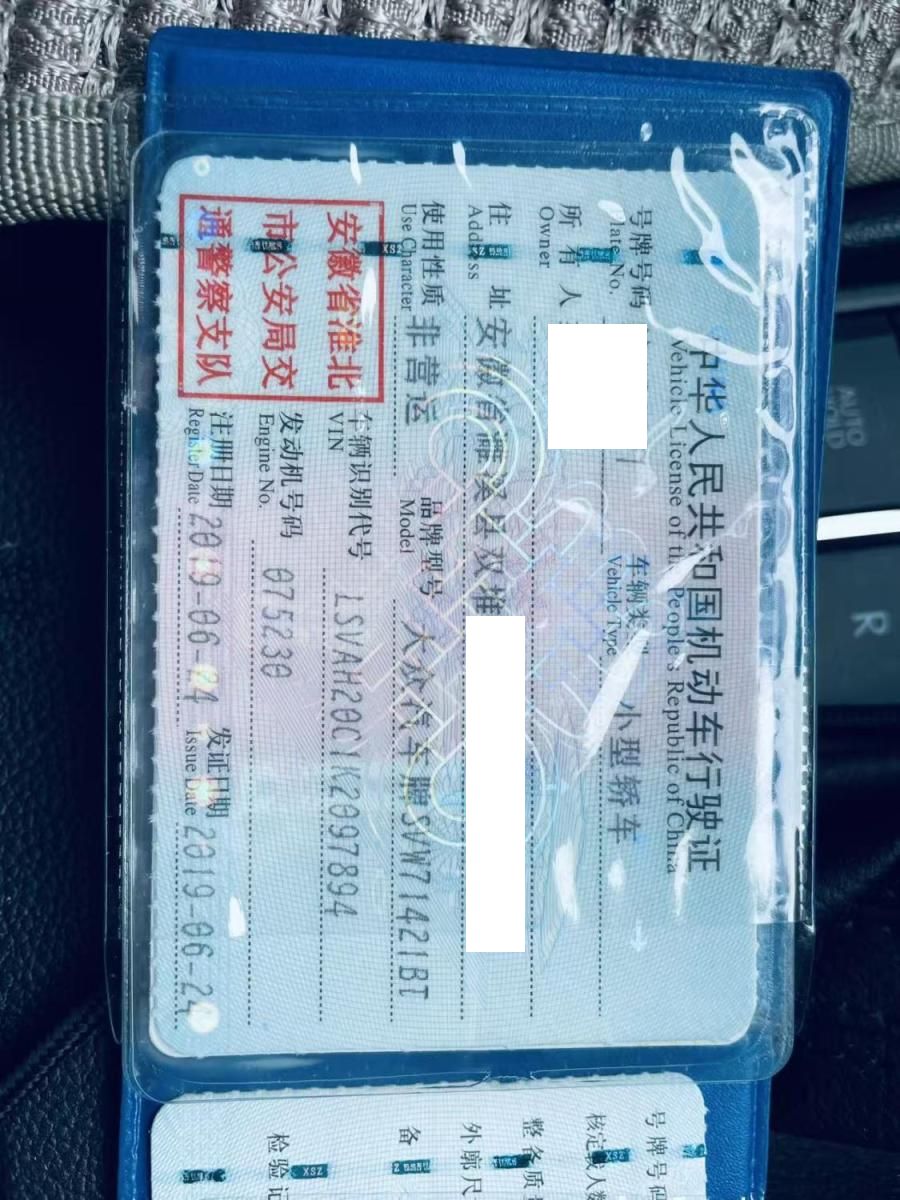 中华人民共和国机动车行驶证
Vehicle License of the People's Republic of China
号牌号码
Plate No.
车辆类型 小型轿车
Vehicle Type
所有人
Owner
住址 安徽省濉溪县双堆
Address
使用性质 非营运
Use Character
品牌型号 大众汽车牌SVW71421BT
Model
安徽省淮北
市公安局交
通警察支队
车辆识别代号 LSVAH20C1K2097894
VIN
发动机号码 075230
Engine No.
注册日期 2019-06-04 发证日期 2019-06-24
Register Date Issue Date
号牌号码
核定载人数
整备质量
外廓尺
备
检验记
AUTO
R